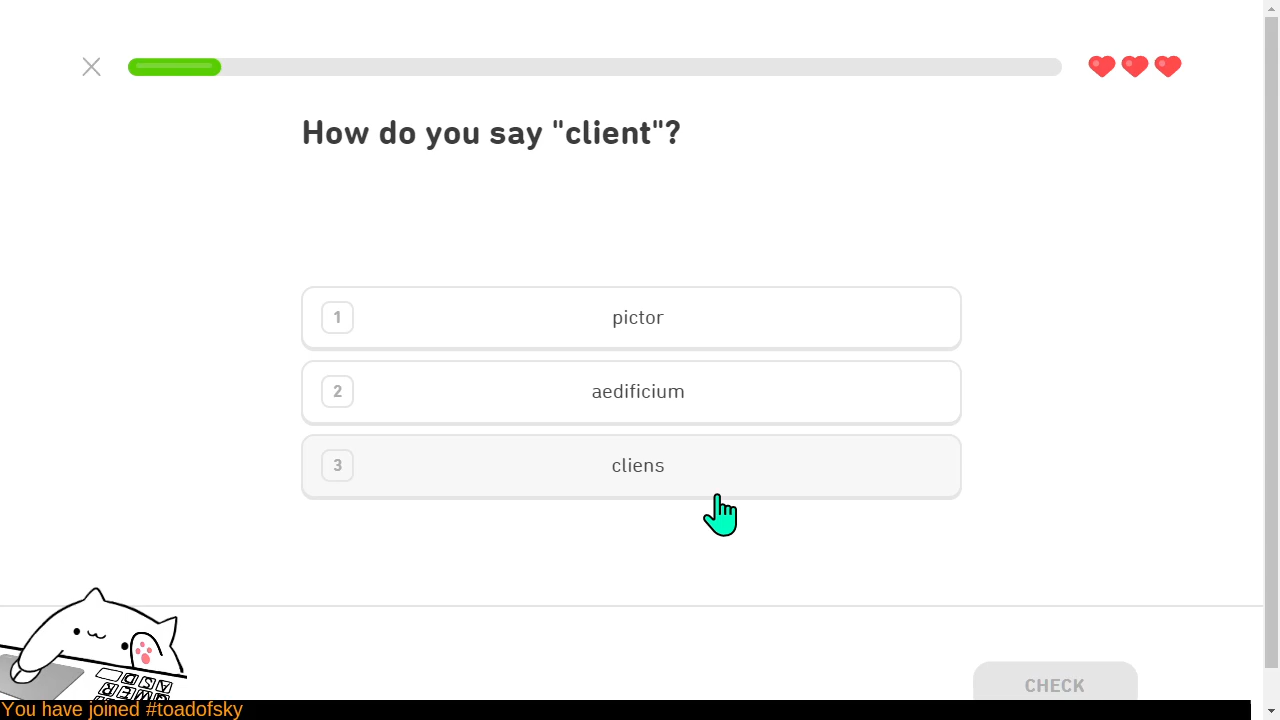 How do you say "client"?
1 pictor
2 aedificium
3 cliens
CHECK
You have joined #toadofsky